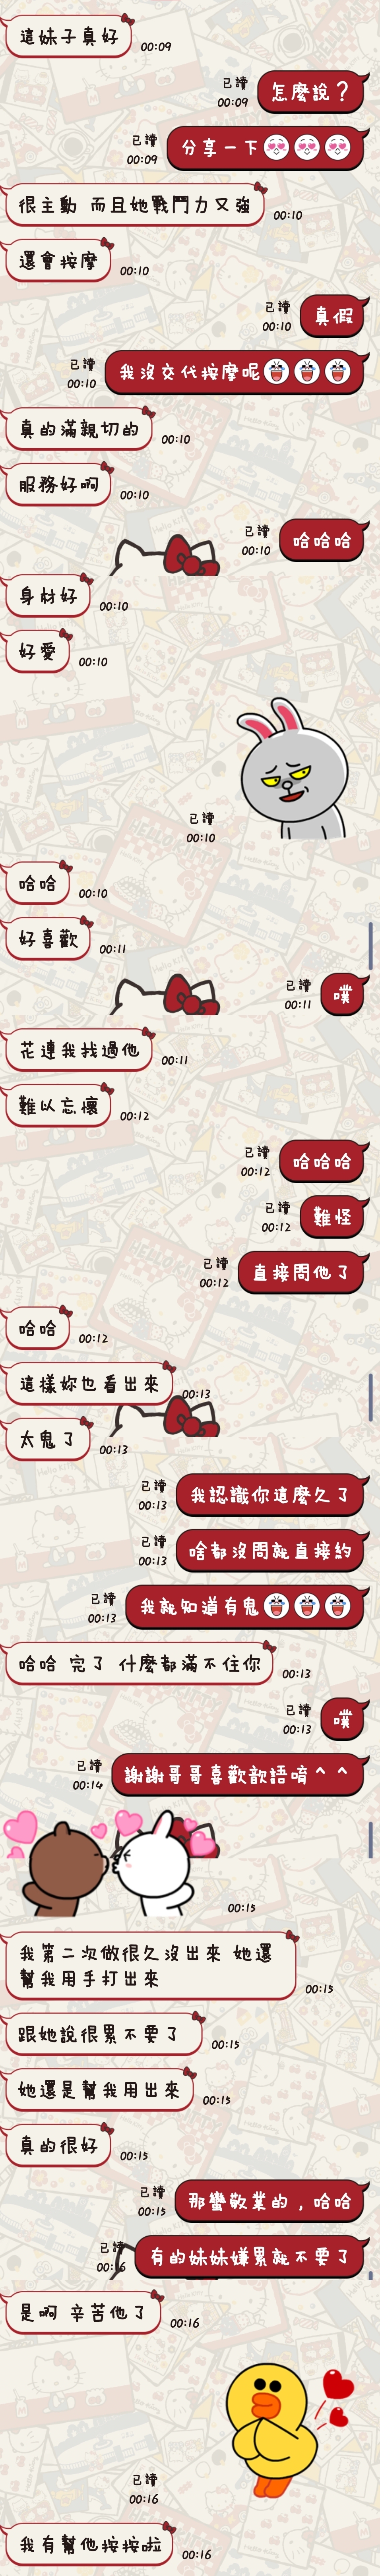 這妹子真好
00:09
已讀
00:09
怎麼說？
已讀
00:09
分享一下
很主動 而且她戰鬥力又強
00:10
還會按摩
00:10
已讀
00:10
真假
已讀
00:10
我沒交代按摩呢
真的滿親切的
00:10
服務好啊
00:10
已讀
00:10
哈哈哈
身材好
00:10
好愛
00:10
已讀
00:10
哈哈
00:10
好喜歡
00:11
已讀
00:11
噗
花連我找過他
00:11
難以忘懷
00:12
已讀
00:12
哈哈哈
已讀
00:12
難怪
已讀
00:12
直接問他了
哈哈
00:12
這樣妳也看出來
00:13
太鬼了
00:13
已讀
00:13
我認識你這麼久了
已讀
00:13
啥都沒問就直接約
已讀
00:13
我就知道有鬼
哈哈 完了 什麼都滿不住你
00:13
已讀
00:13
噗
已讀
00:14
謝謝哥哥喜歡歆語唷^ ^
00:15
我第二次做很久沒出來 她還
幫我用手打出來
00:15
跟她說很累不要了
00:15
她還是幫我用出來
00:15
真的很好
00:15
已讀
00:15
那蠻敬業的，哈哈
已讀
00:16
有的妹妹嫌累就不要了
是啊 辛苦他了
00:16
已讀
00:16
我有幫他按按啦
00:16